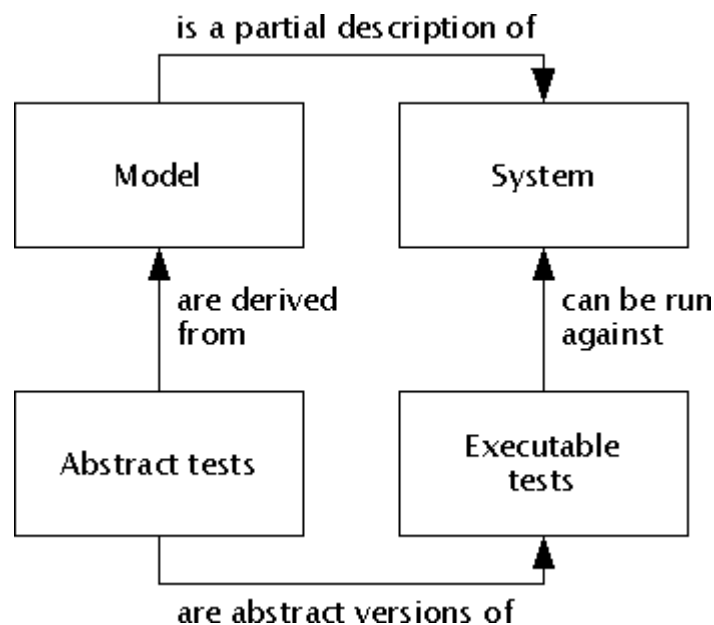 is a partial description of
Model
System
are derived
from
can be run
against
Abstract tests
Executable
tests
are abstract versions of